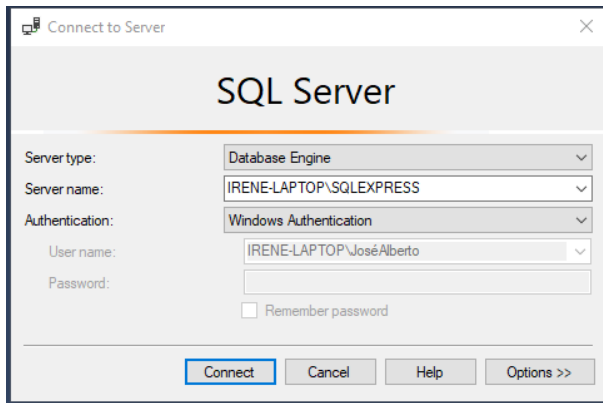 Connect to Server
SQL Server
Server type: Database Engine
Server name: IRENE-LAPTOP\SQLEXPRESS
Authentication: Windows Authentication
User name: IRENE-LAPTOP\JoséAlberto
Password:
Remember password
Connect Cancel Help Options >>